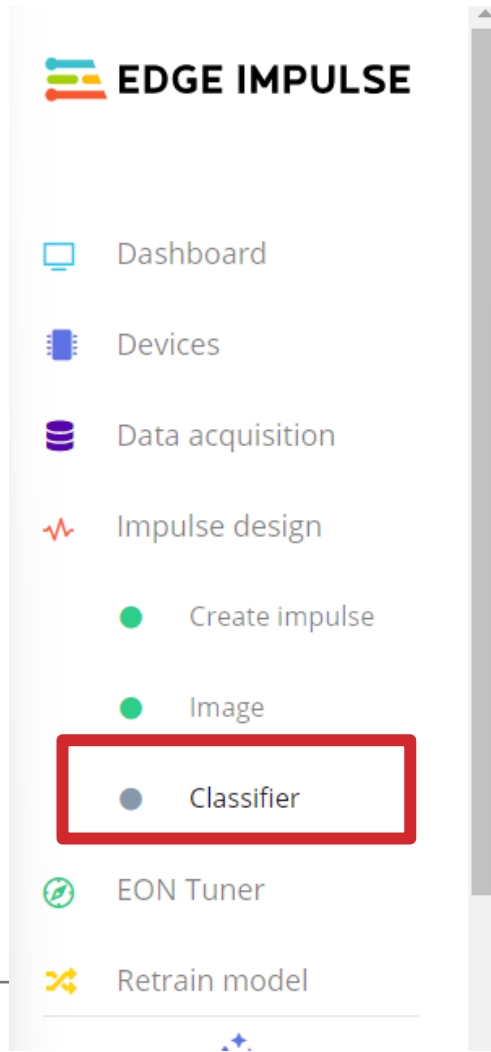 EDGE IMPULSE
Dashboard
Devices
Data acquisition
Impulse design
Create impulse
Image
Classifier
EON Tuner
Retrain model